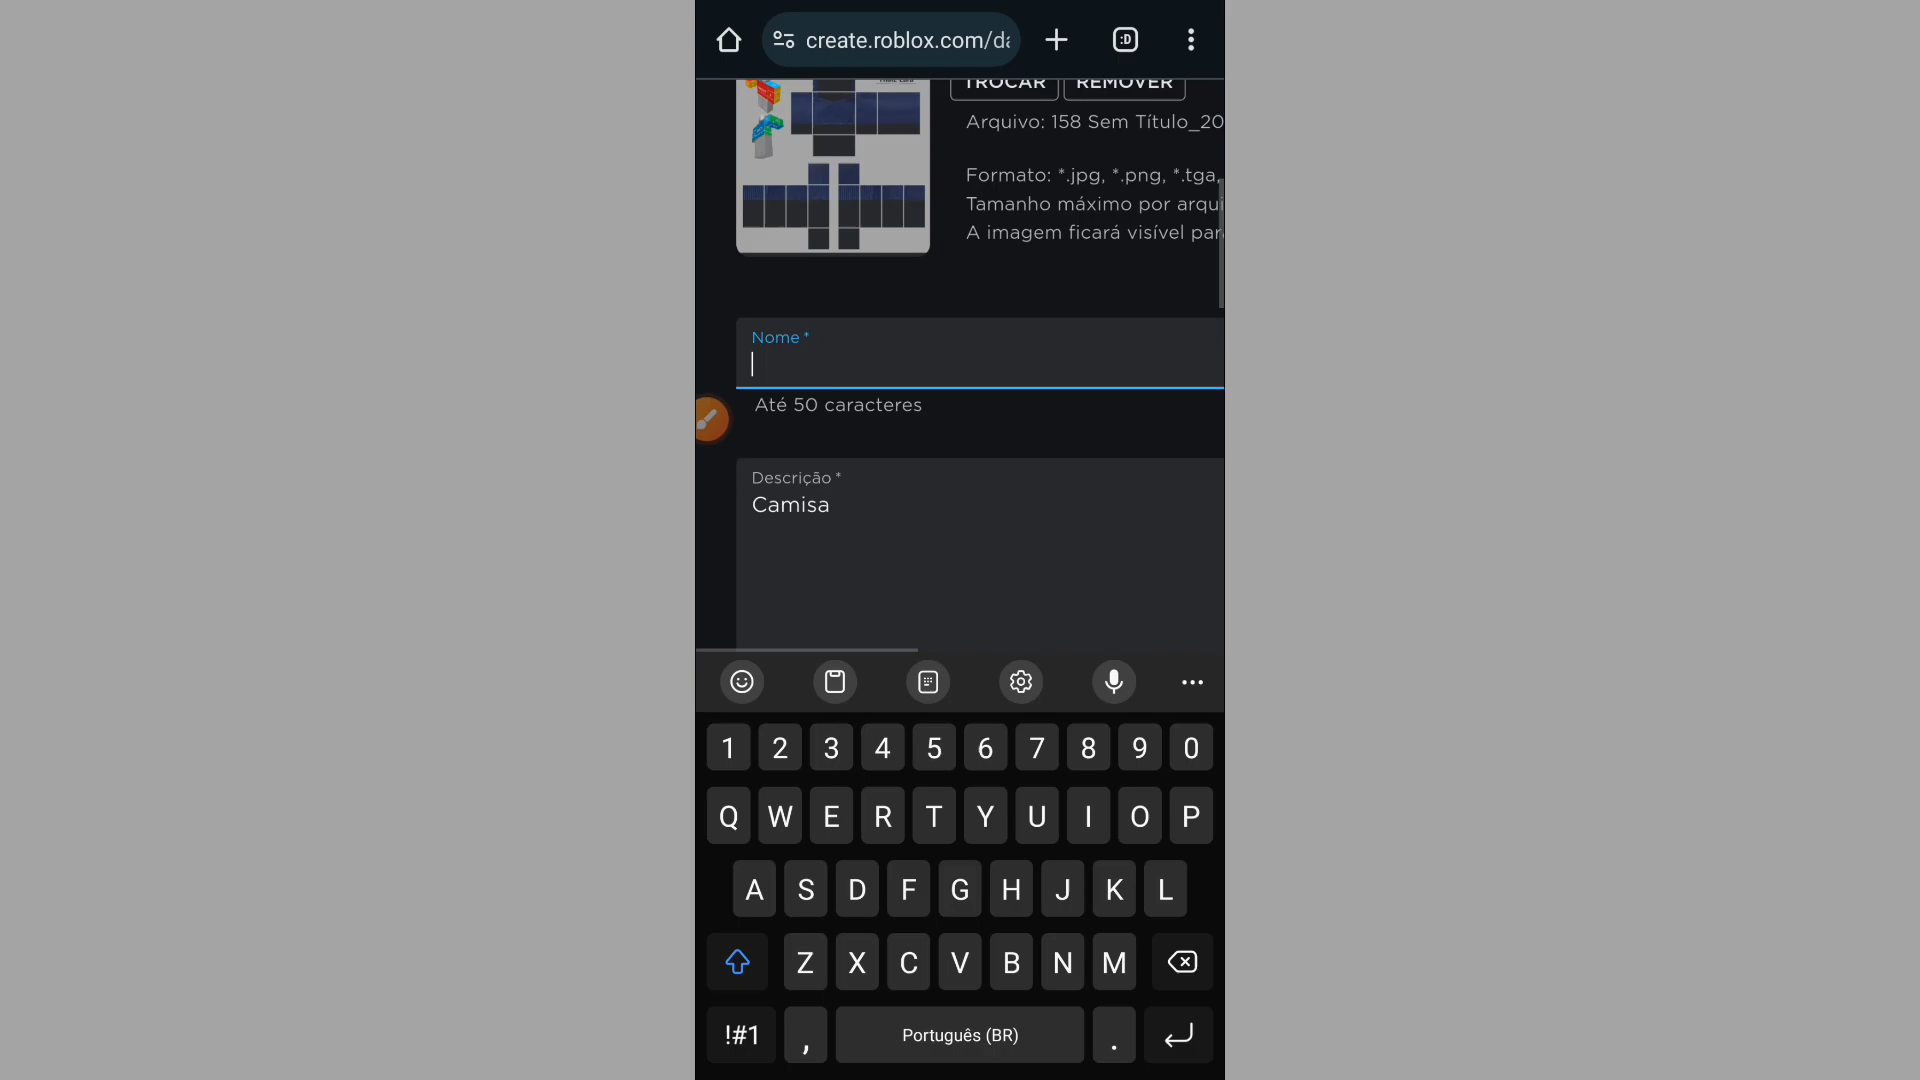 create.roblox.com/da
:D
TROCAR REMOVER
Arquivo: 158 Sem Título_20
Formato: *.jpg, *.png, *.tga,
Tamanho máximo por arqui
A imagem ficará visível par
Nome *
Até 50 caracteres
Descrição *
Camisa
1 2 3 4 5 6 7 8 9 0
Q W E R T Y U I O P
A S D F G H J K L
Z X C V B N M
!#1 , Português (BR) .